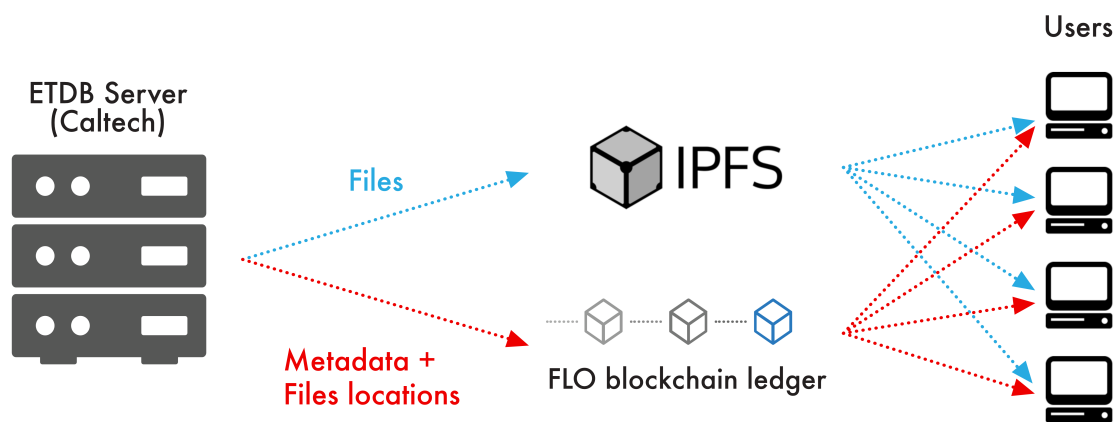 Users
ETDB Server
(Caltech)
Files
IPFS
Metadata +
Files locations
FLO blockchain ledger